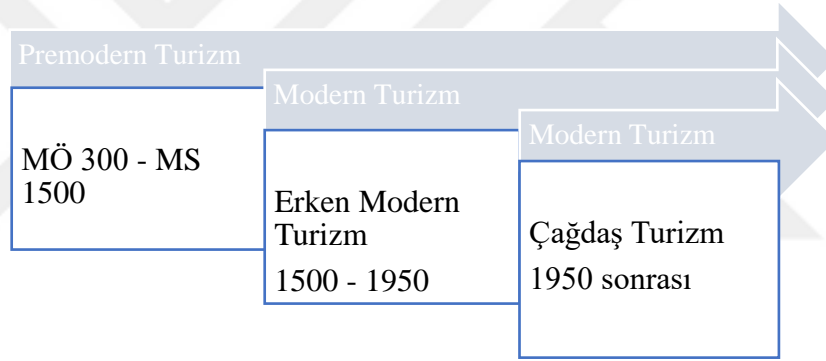 Premodern Turizm
MÖ 300 - MS
1500
Modern Turizm
Erken Modern
Turizm
1500 - 1950
Modern Turizm
Çağdaş Turizm
1950 sonrası